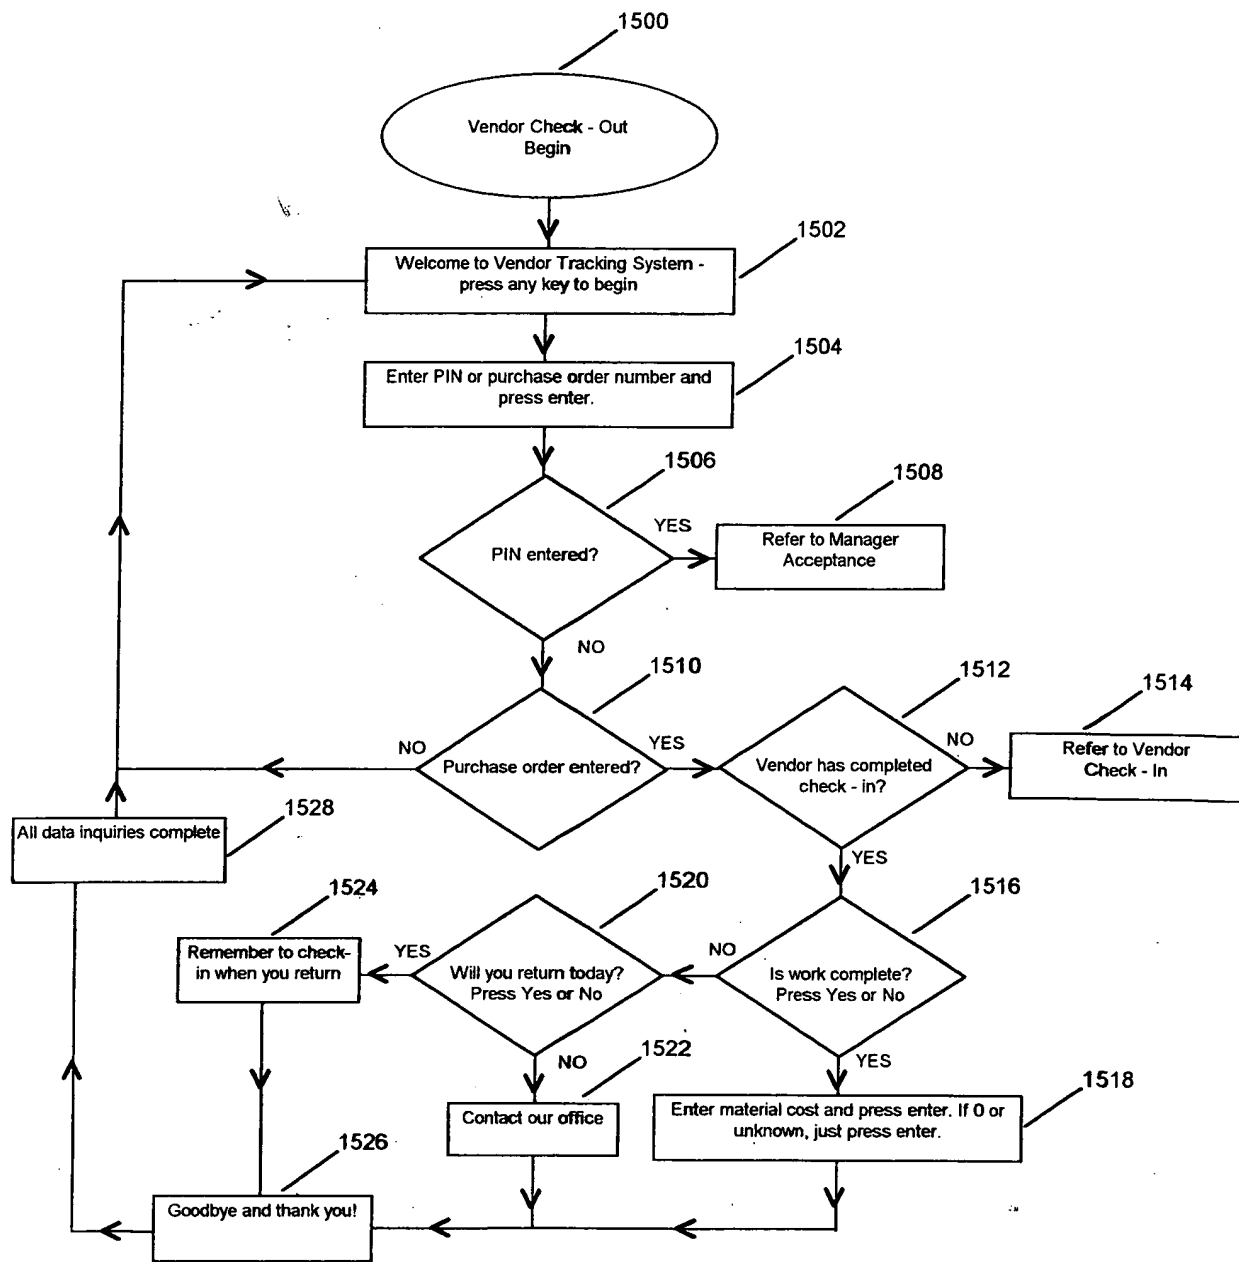 1500
Vendor Check - Out
Begin
1502
Welcome to Vendor Tracking System -
press any key to begin
1504
Enter PIN or purchase order number and
press enter.
1506
1508
YES
Refer to Manager
Acceptance
PIN entered?
NO
1510
1512
1514
NO
YES
NO
Refer to Vendor
Check - In
Purchase order entered?
Vendor has completed
check - in?
1528
All data inquiries complete
YES
1524
1520
1516
Remember to check-
in when you return
YES
NO
Will you return today?
Press Yes or No
Is work complete?
Press Yes or No
1522
NO
YES
1518
Contact our office
Enter material cost and press enter. If 0 or
unknown, just press enter.
1526
Goodbye and thank you!